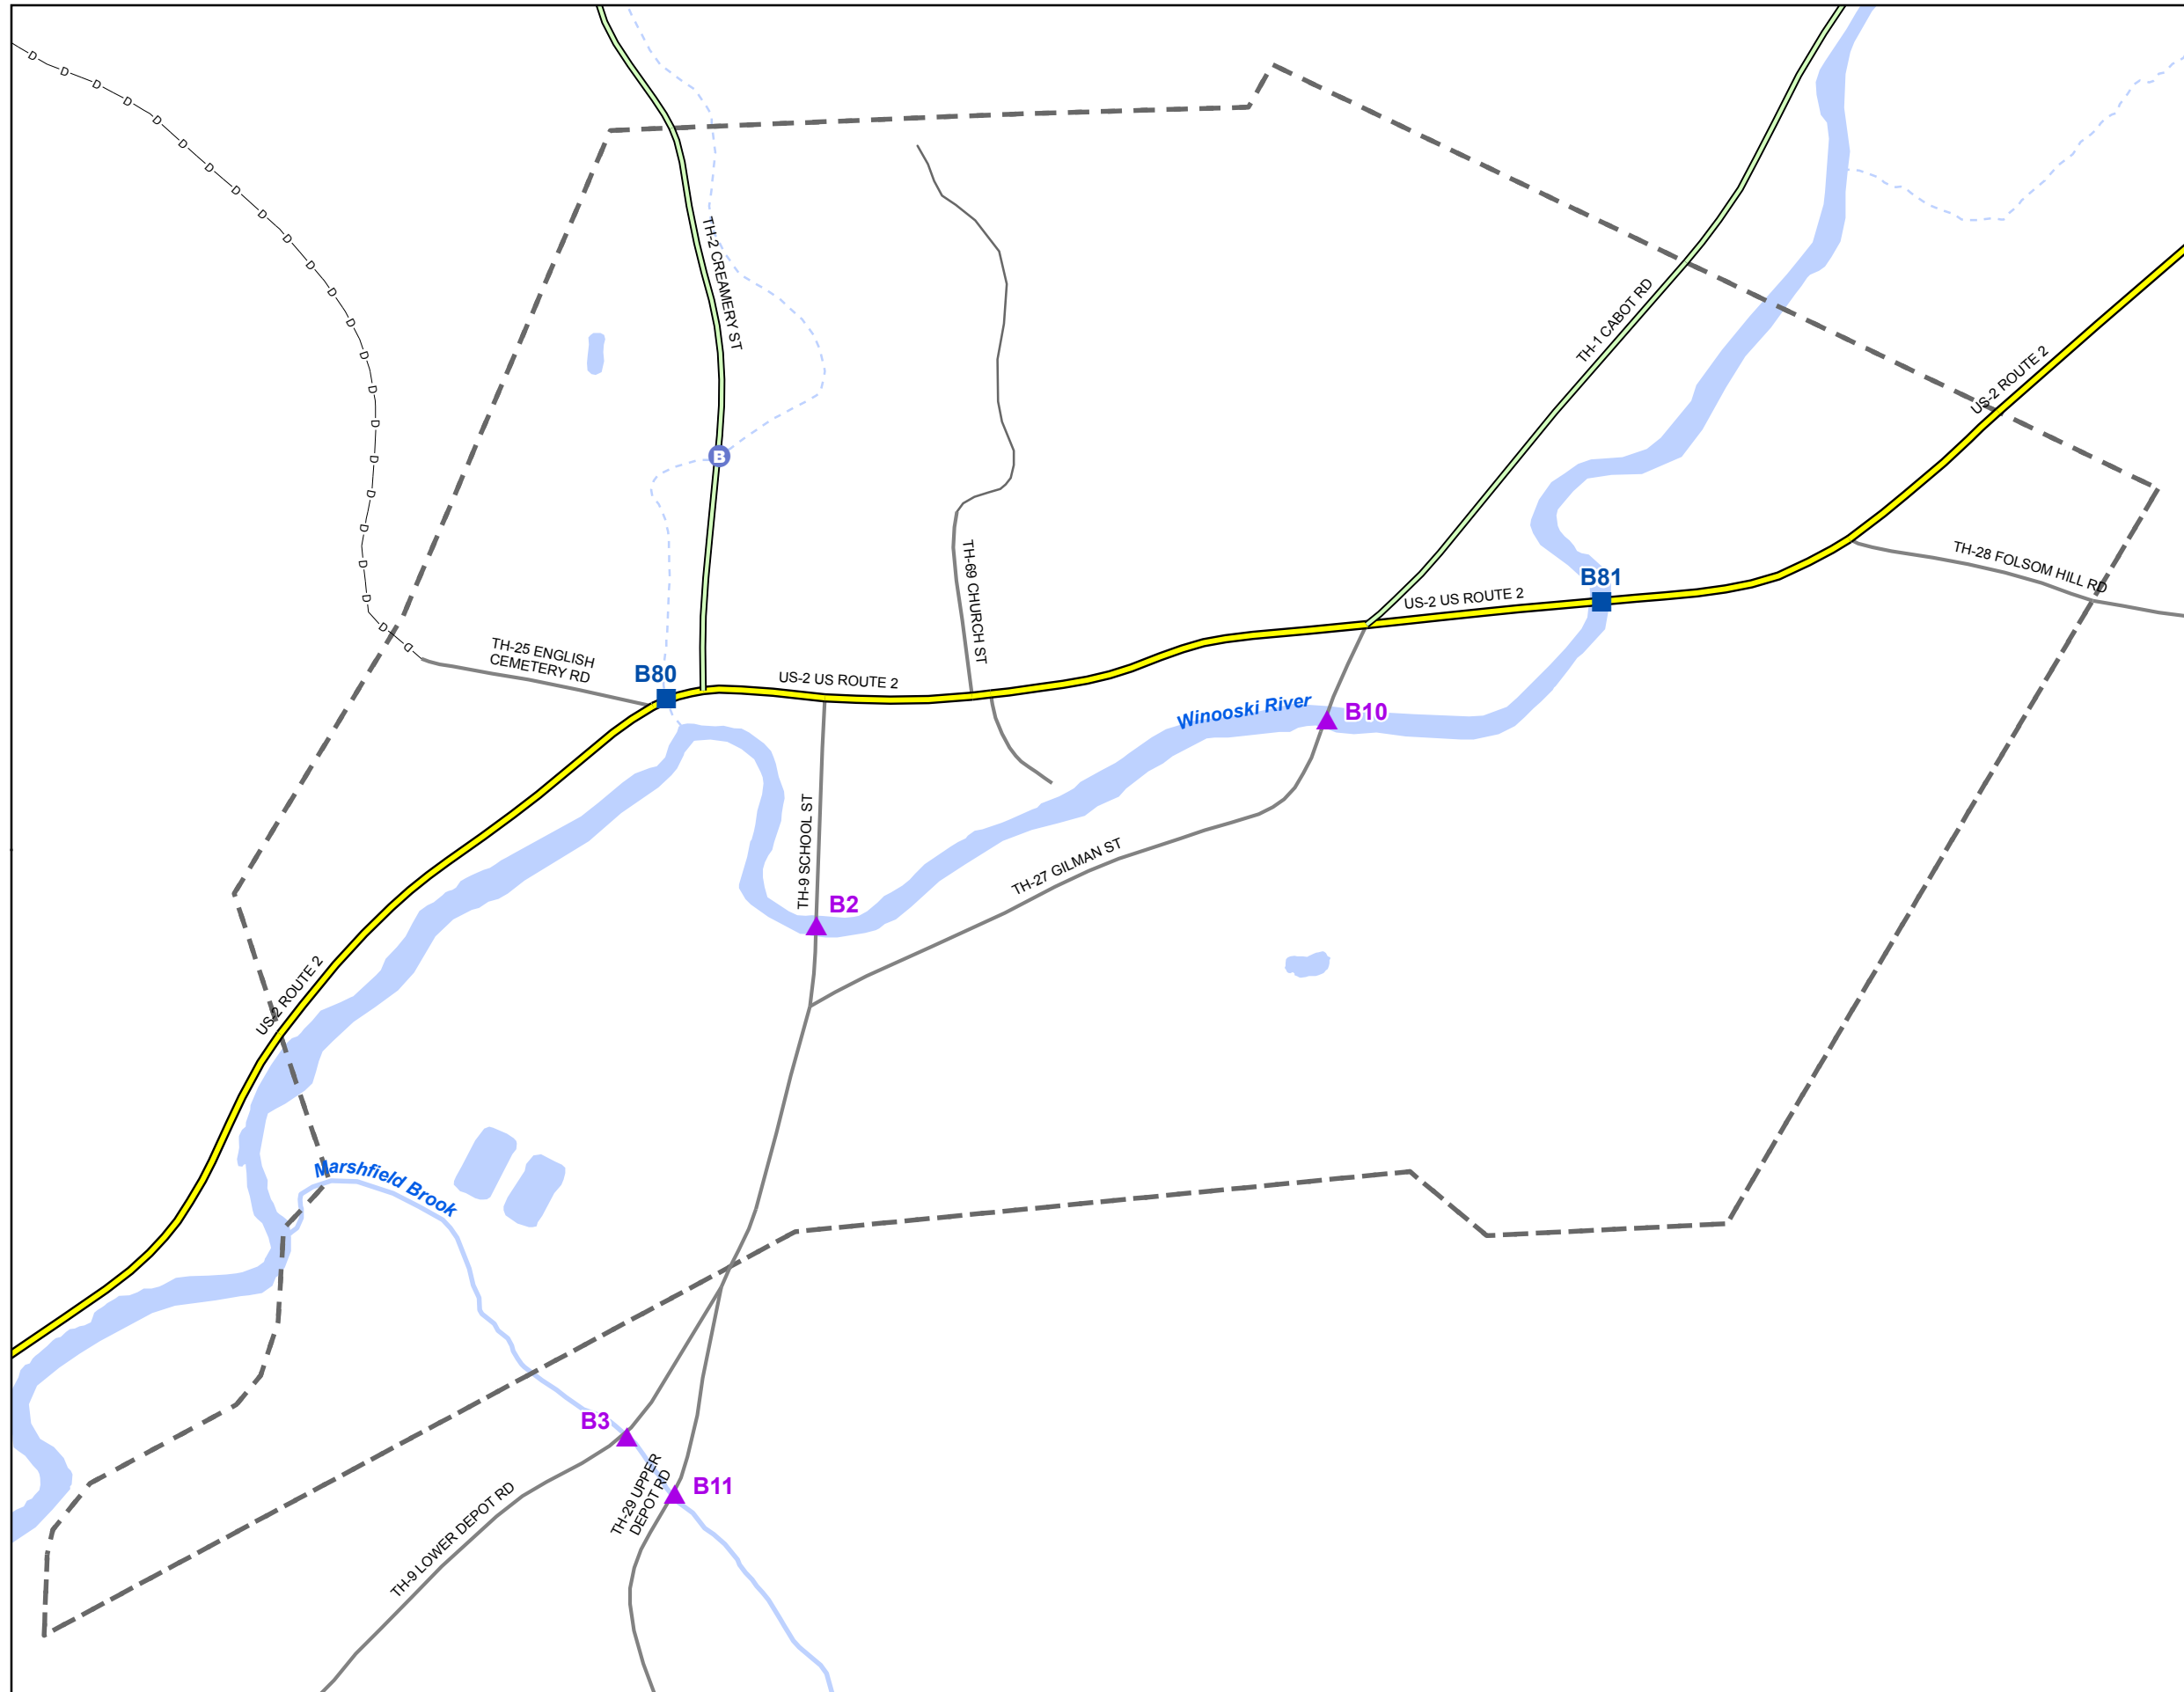 D D D D D D D D D D D D D D D D D D D D D D D
TH-2 CREAMERY ST
TH-1 CABOT RD
US-2 ROUTE 2
B
TH-69 CHURCH ST
TH-28 FOLSOM HILL RD
B81
US-2 US ROUTE 2
TH-25 ENGLISH
CEMETERY RD
B80
US-2 US ROUTE 2
Winooski River
B10
TH-9 SCHOOL ST
TH-27 GILMAN ST
B2
US-2 ROUTE 2
Marshfield Brook
B3
TH-29 UPPER
DEPOT RD
B11
TH-9 LOWER DEPOT RD